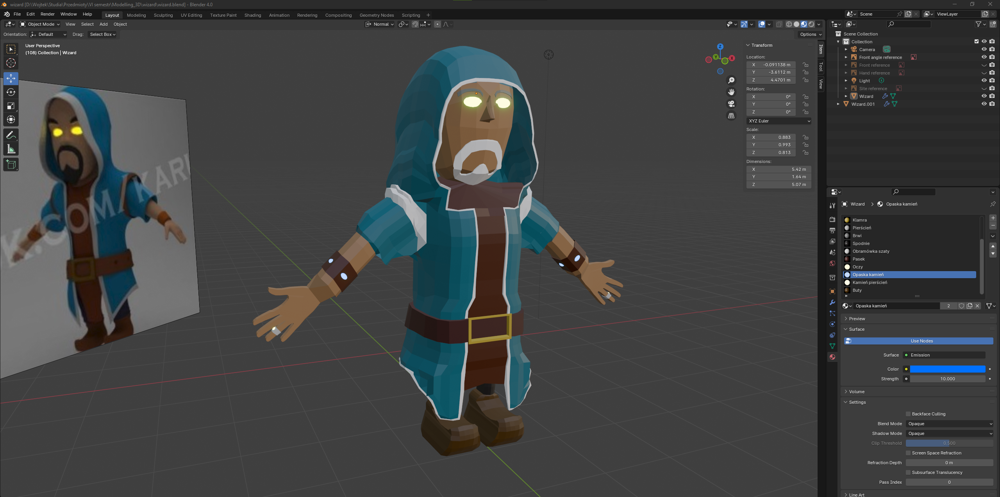 wizard [D:\Wojtek\Studia\Przedmioty\VI semestr\Modelling_3D\wizard\wizard.blend] - Blender 4.0
File Edit Render Window Help
Layout Modeling Sculpting UV Editing Texture Paint Shading Animation Rendering Compositing Geometry Nodes Scripting +
Scene
ViewLayer
Object Mode View Select Add Object
Normal
Orientation: Default Drag: Select Box
Options
User Perspective
(108) Collection | Wizard
K.COM/KARI
Z
Y
X
Transform
Location:
X -0.091138 m
Y -3.6112 m
Z 4.4701 m
Rotation:
X 0°
Y 0°
Z 0°
XYZ Euler
Scale:
X 0.883
Y 0.993
Z 0.813
Dimensions:
X 5.42 m
Y 1.64 m
Z 5.07 m
Item
Tool
View
Scene Collection
Collection
Camera
Front angle reference
Front reference
Hand reference
Light
Site reference
Wizard
Wizard.001
Wizard > Opaska kamień
Klamra
Pierścień
Brwi
Spodnie
Obramówka szaty
Pasek
Oczy
Opaska kamień
Kamień pierścień
Buty
Opaska kamień 2
Preview
Surface
Use Nodes
Surface Emission
Color
Strength 10.000
Volume
Settings
Backface Culling
Blend Mode Opaque
Shadow Mode Opaque
Clip Threshold 0.500
Screen Space Refraction
Refraction Depth 0 m
Subsurface Translucency
Pass Index 0
Line Art